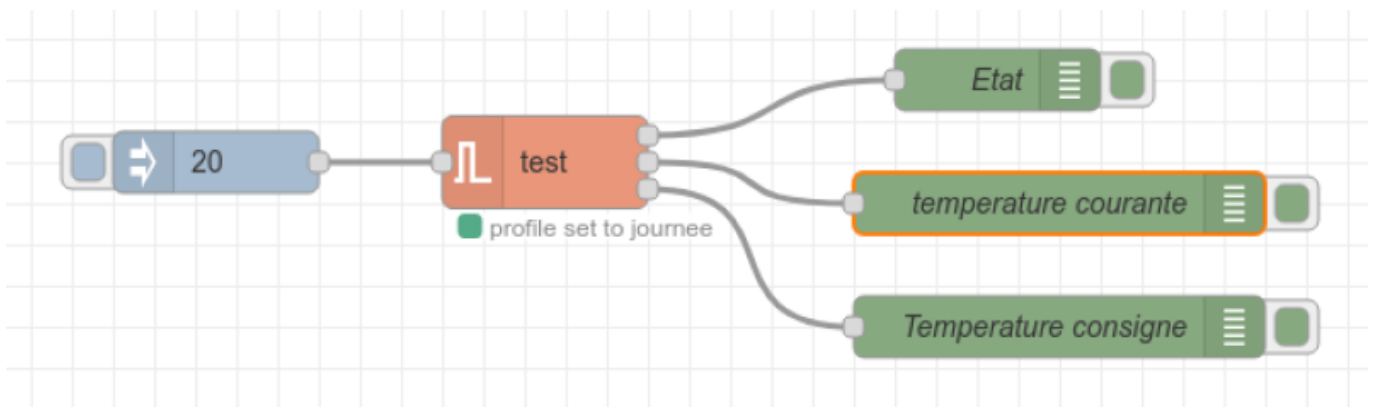 Etat
20
test
temperature courante
profile set to journee
Temperature consigne